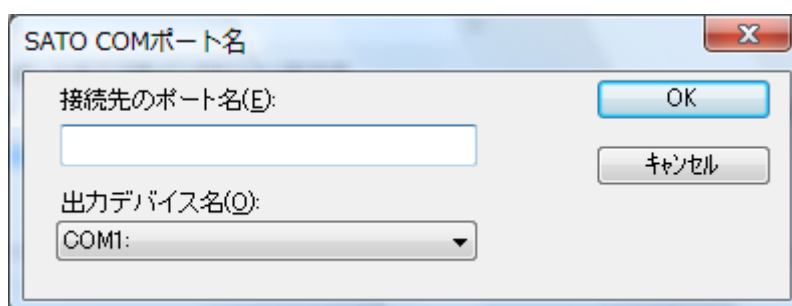 SATO COMポート名
接続先のポート名(E):
OK
キャンセル
出力デバイス名(O):
COM1: